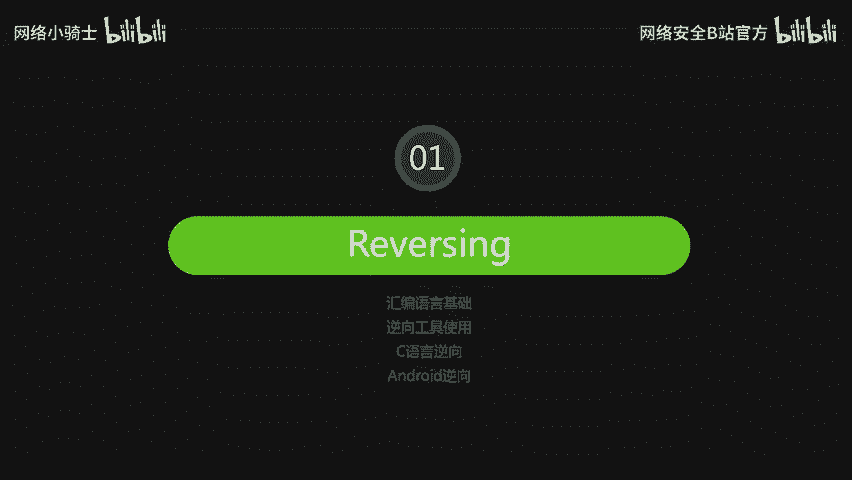 网络小骑士 bilibili
网络安全B站官方 bilibili
01
Reversing
汇编语言基础
逆向工具使用
C语言逆向
Android逆向